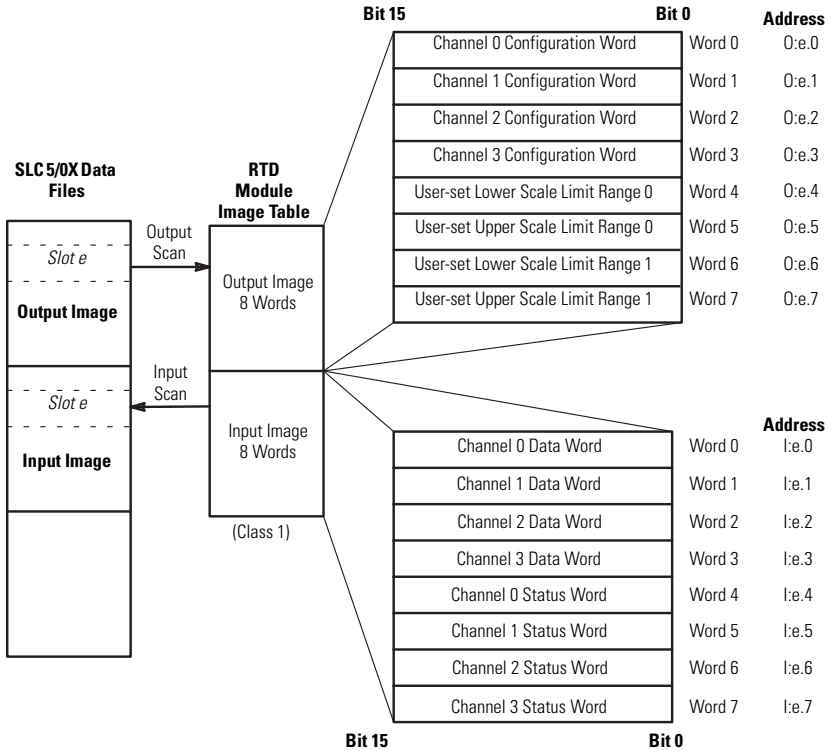 Bit 15 Bit 0 Address
Channel 0 Configuration Word Word 0 O:e.0
Channel 1 Configuration Word Word 1 O:e.1
Channel 2 Configuration Word Word 2 O:e.2
Channel 3 Configuration Word Word 3 O:e.3
User-set Lower Scale Limit Range 0 Word 4 O:e.4
User-set Upper Scale Limit Range 0 Word 5 O:e.5
User-set Lower Scale Limit Range 1 Word 6 O:e.6
User-set Upper Scale Limit Range 1 Word 7 O:e.7
SLC 5/0X Data
Files
Slot e
Output Image
Slot e
Input Image
Output
Scan
Input
Scan
RTD
Module
Image Table
Output Image
8 Words
Input Image
8 Words
(Class 1)
Address
Channel 0 Data Word Word 0 I:e.0
Channel 1 Data Word Word 1 I:e.1
Channel 2 Data Word Word 2 I:e.2
Channel 3 Data Word Word 3 I:e.3
Channel 0 Status Word Word 4 I:e.4
Channel 1 Status Word Word 5 I:e.5
Channel 2 Status Word Word 6 I:e.6
Channel 3 Status Word Word 7 I:e.7
Bit 15 Bit 0